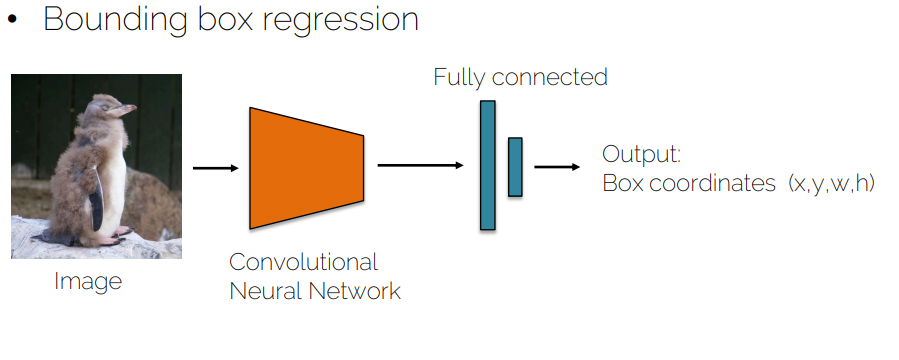 • Bounding box regression
Fully connected
Output:
Box coordinates (x,y,w,h)
Image
Convolutional
Neural Network